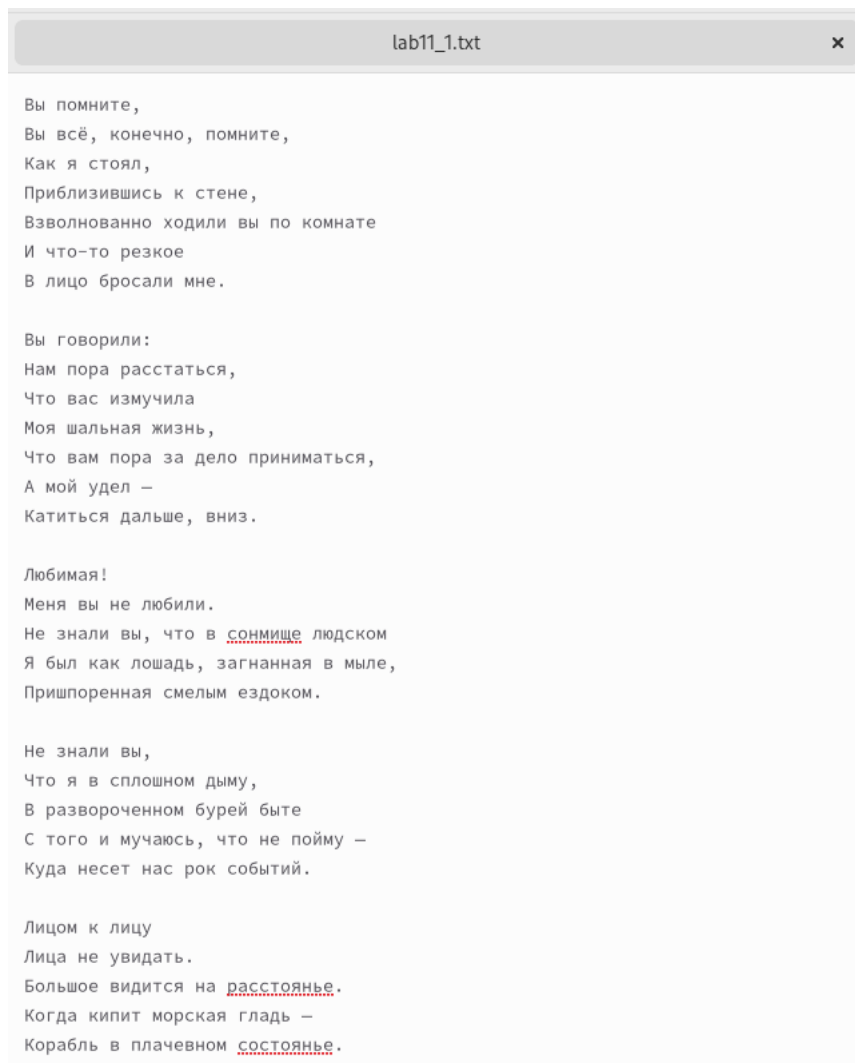 lab11_1.txt
Вы помните,
Вы всё, конечно, помните,
Как я стоял,
Приблизившись к стене,
Взволнованно ходили вы по комнате
И что-то резкое
В лицо бросали мне.

Вы говорили:
Нам пора расстаться,
Что вас измучила
Моя шальная жизнь,
Что вам пора за дело приниматься,
А мой удел —
Катиться дальше, вниз.

Любимая!
Меня вы не любили.
Не знали вы, что в сонмище людском
Я был как лошадь, загнанная в мыле,
Пришпоренная смелым ездоком.

Не знали вы,
Что я в сплошном дыму,
В развороченном бурей быте
С того и мучаюсь, что не пойму —
Куда несет нас рок событий.

Лицом к лицу
Лица не увидать.
Большое видится на расстоянье.
Когда кипит морская гладь —
Корабль в плачевном состоянье.